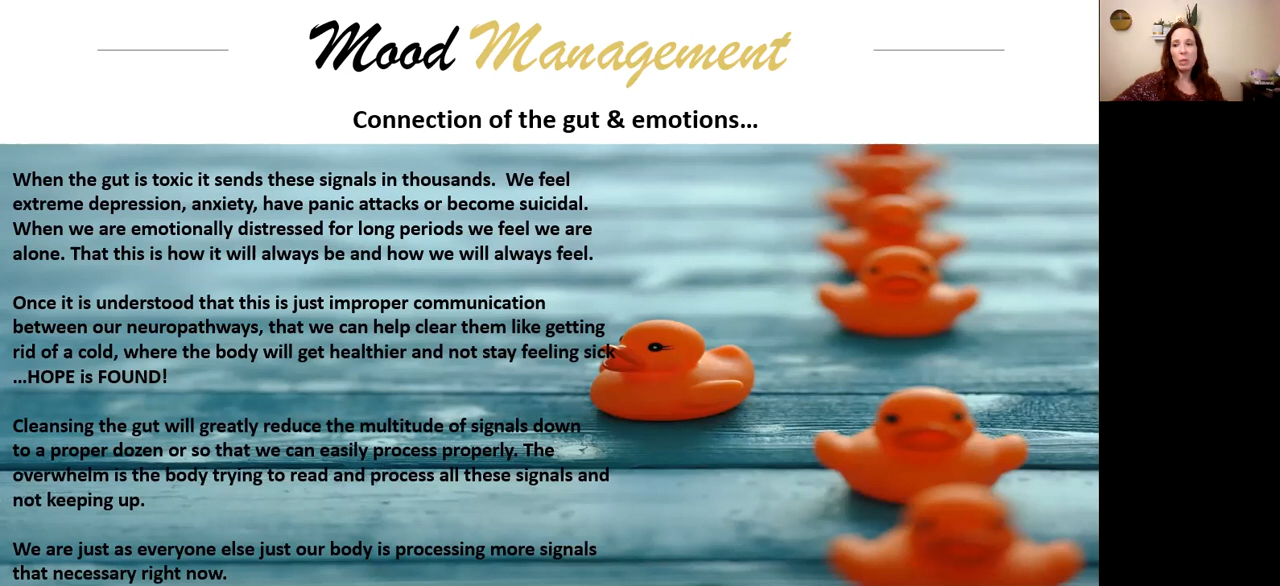 Mood Management
Connection of the gut & emotions...
When the gut is toxic it sends these signals in thousands.  We feel
extreme depression, anxiety, have panic attacks or become suicidal.
When we are emotionally distressed for long periods we feel we are
alone. That this is how it will always be and how we will always feel.
Once it is understood that this is just improper communication
between our neuropathways, that we can help clear them like getting
rid of a cold, where the body will get healthier and not stay feeling sick
...HOPE is FOUND!
Cleansing the gut will greatly reduce the multitude of signals down
to a proper dozen or so that we can easily process properly. The
overwhelm is the body trying to read and process all these signals and
not keeping up.
We are just as everyone else just our body is processing more signals
that necessary right now.